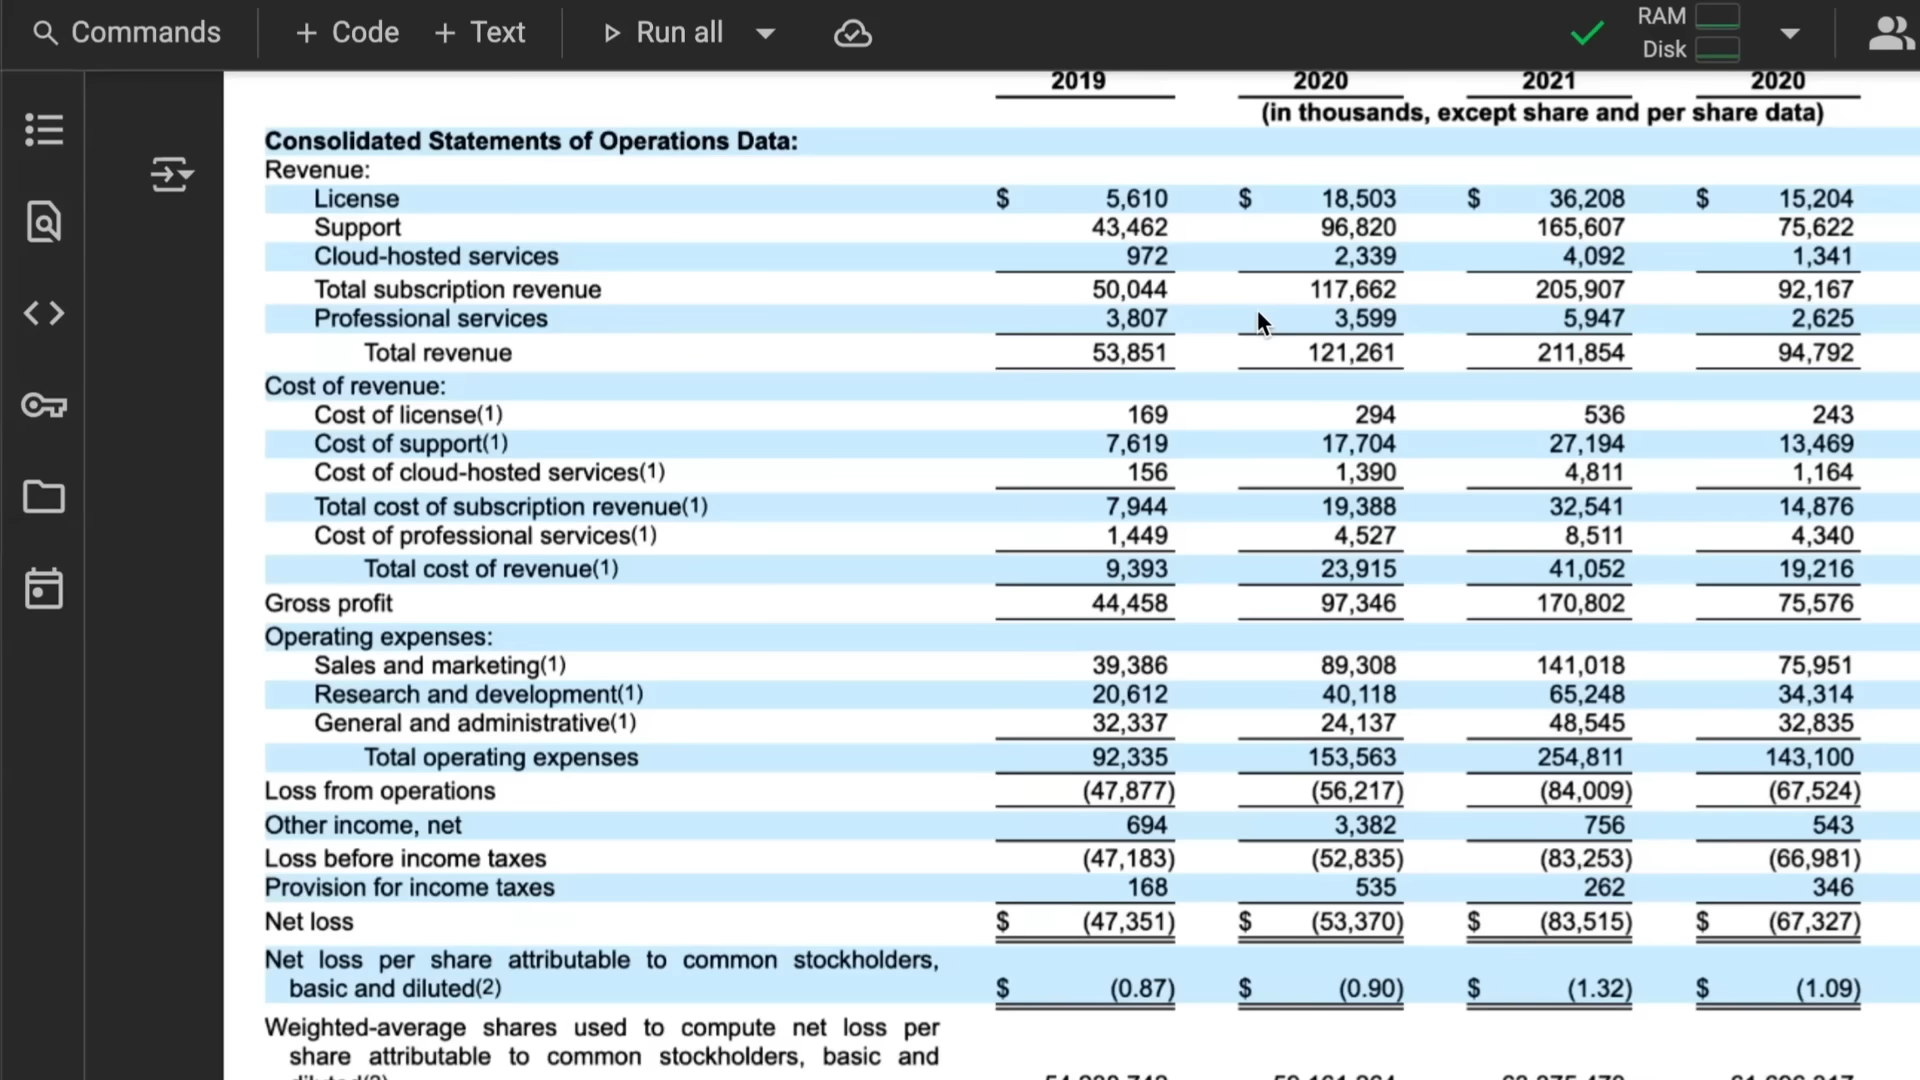 Commands + Code + Text Run all RAM
Disk
2019 2020 2021 2020
(in thousands, except share and per share data)
Consolidated Statements of Operations Data:
Revenue:
License $ 5,610 $ 18,503 $ 36,208 $ 15,204
Support 43,462 96,820 165,607 75,622
Cloud-hosted services 972 2,339 4,092 1,341
Total subscription revenue 50,044 117,662 205,907 92,167
Professional services 3,807 3,599 5,947 2,625
Total revenue 53,851 121,261 211,854 94,792
Cost of revenue:
Cost of license(1) 169 294 536 243
Cost of support(1) 7,619 17,704 27,194 13,469
Cost of cloud-hosted services(1) 156 1,390 4,811 1,164
Total cost of subscription revenue(1) 7,944 19,388 32,541 14,876
Cost of professional services(1) 1,449 4,527 8,511 4,340
Total cost of revenue(1) 9,393 23,915 41,052 19,216
Gross profit 44,458 97,346 170,802 75,576
Operating expenses:
Sales and marketing(1) 39,386 89,308 141,018 75,951
Research and development(1) 20,612 40,118 65,248 34,314
General and administrative(1) 32,337 24,137 48,545 32,835
Total operating expenses 92,335 153,563 254,811 143,100
Loss from operations (47,877) (56,217) (84,009) (67,524)
Other income, net 694 3,382 756 543
Loss before income taxes (47,183) (52,835) (83,253) (66,981)
Provision for income taxes 168 535 262 346
Net loss $ (47,351) $ (53,370) $ (83,515) $ (67,327)
Net loss per share attributable to common stockholders,
basic and diluted(2) $ (0.87) $ (0.90) $ (1.32) $ (1.09)
Weighted-average shares used to compute net loss per
share attributable to common stockholders, basic and